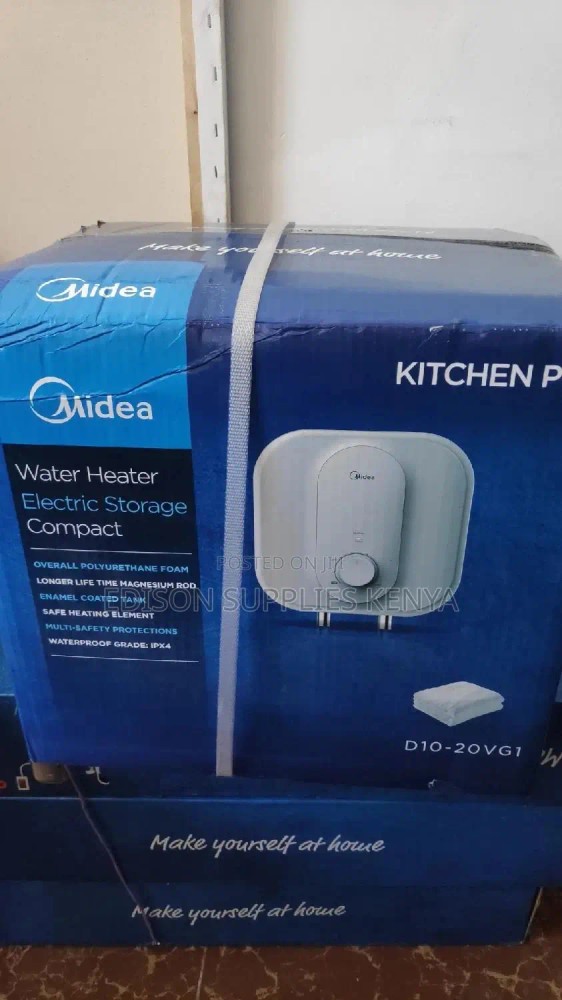 Make yourself at home
Midea
Midea
KITCHEN P
Water Heater
Electric Storage
Compact
OVERALL POLYURETHANE FOAM
LONGER LIFE TIME MAGNESIUM ROD
ENAMEL COATED TANK
SAFE HEATING ELEMENT
MULTI-SAFETY PROTECTIONS
WATERPROOF GRADE: IPX4
Midea
POSTED ON Jiji
EDISON SUPPLIES KENYA
D10-20VG1
Make yourself at home
Make yourself at home